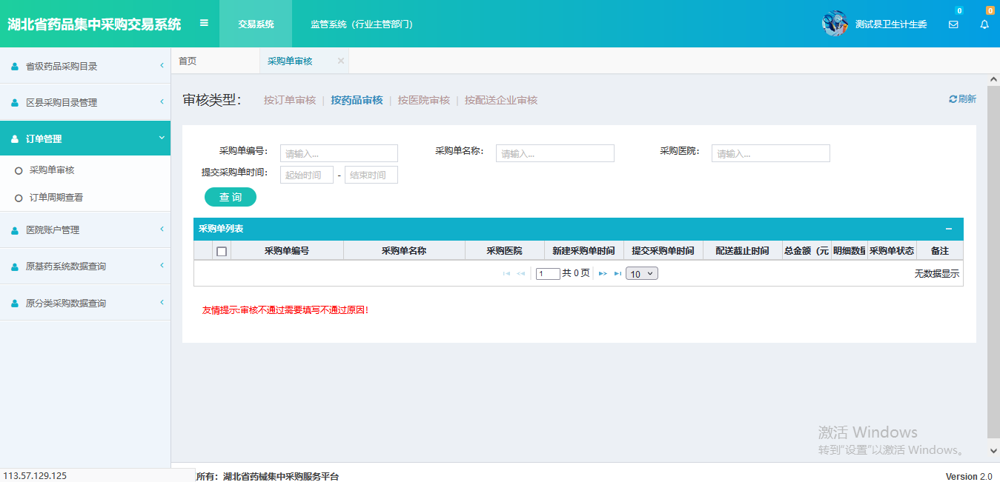 湖北省药品集中采购交易系统 交易系统 监管系统（行业主管部门） 测试县卫生计生委 0 0
省级药品采购目录
区县采购目录管理
订单管理
采购单审核
订单周期查看
医院账户管理
原基药系统数据查询
原分类采购数据查询
首页 采购单审核
审核类型： 按订单审核 | 按药品审核 | 按医院审核 | 按配送企业审核 刷新
采购单编号： 请输入... 采购单名称： 请输入... 采购医院： 请输入...
提交采购单时间： 起始时间 - 结束时间
查 询
采购单列表
采购单编号 采购单名称 采购医院 新建采购单时间 提交采购单时间 配送截止时间 总金额（元 明细数量 采购单状态 备注
1 共 0 页 10 无数据显示
友情提示:审核不通过需要填写不通过原因！
激活 Windows
转到"设置"以激活 Windows。
113.57.129.125 所有：湖北省药械集中采购服务平台 Version 2.0